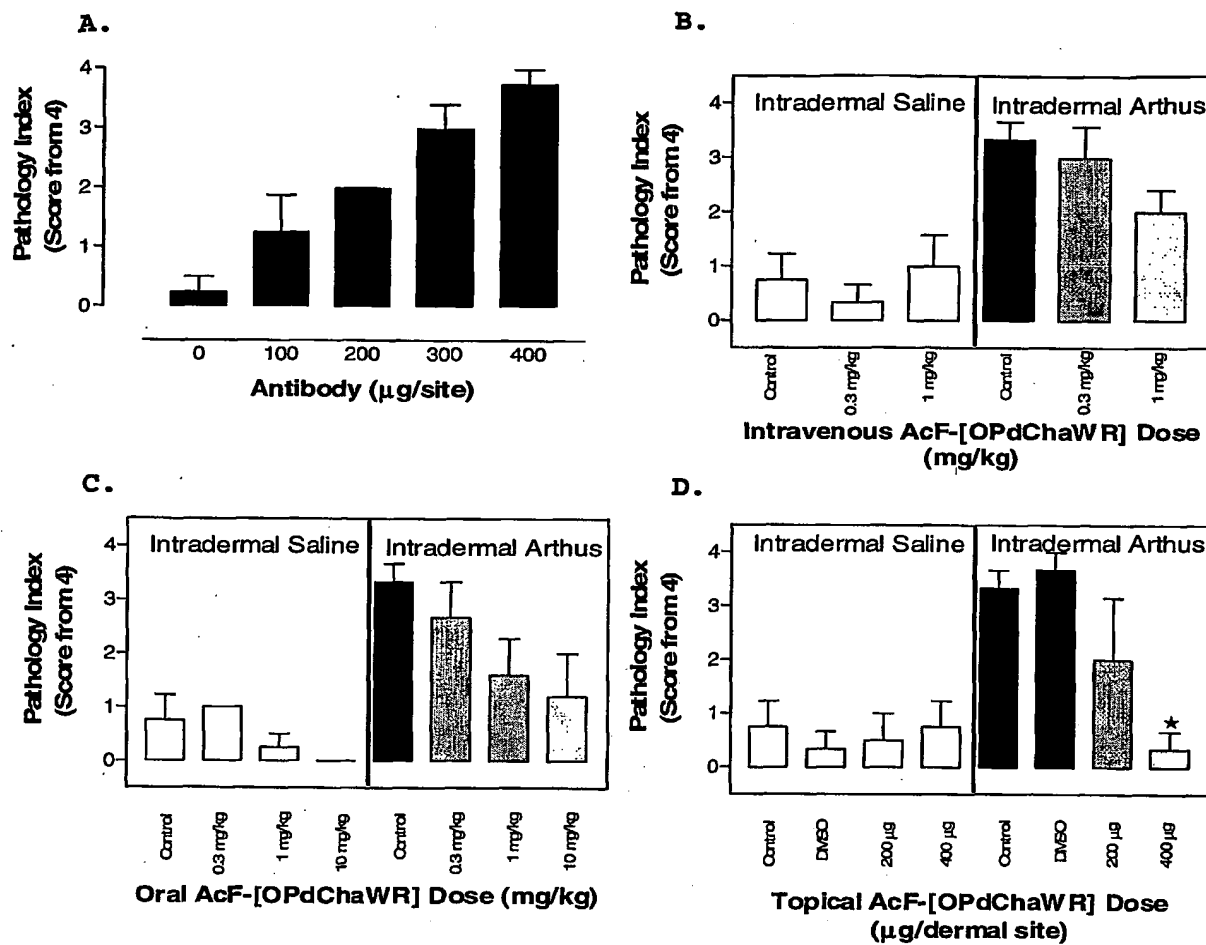 A.
Pathology Index
(Score from 4)
4
3
2
1
0
0 100 200 300 400
Antibody (μg/site)
B.
Pathology Index
(Score from 4)
4
3
2
1
0
Intradermal Saline Intradermal Arthus
Control 0.3 mg/kg 1 mg/kg Control 0.3 mg/kg 1 mg/kg
Intravenous AcF-[OPdChaWR] Dose
(mg/kg)
C.
Pathology Index
(Score from 4)
4
3
2
1
0
Intradermal Saline Intradermal Arthus
Control 0.3 mg/kg 1 mg/kg 10 mg/kg Control 0.3 mg/kg 1 mg/kg 10 mg/kg
Oral AcF-[OPdChaWR] Dose (mg/kg)
D.
Pathology Index
(Score from 4)
4
3
2
1
0
Intradermal Saline Intradermal Arthus
★
Control DMSO 200 μg 400 μg Control DMSO 200 μg 400 μg
Topical AcF-[OPdChaWR] Dose
(μg/dermal site)